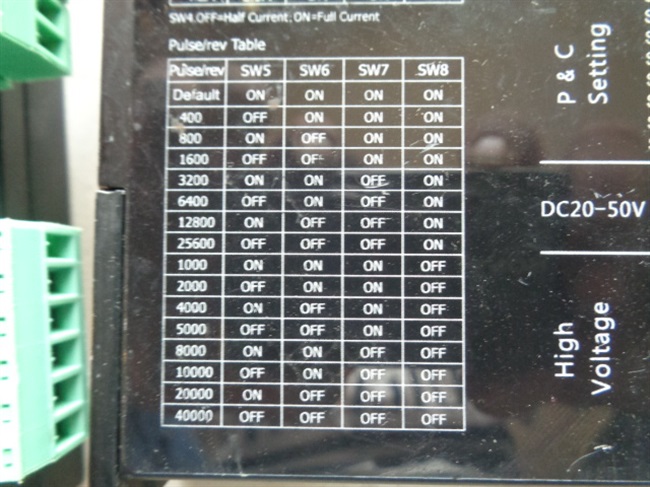 SW4 OFF=Half Current; ON=Full Current
Pulse/rev Table
Pulse/rev SW5 SW6 SW7 SW8
Default ON ON ON ON
400 OFF ON ON ON
800 ON OFF ON ON
1600 OFF OFF ON ON
3200 ON ON OFF ON
6400 OFF ON OFF ON
12800 ON OFF OFF ON
25600 OFF OFF OFF ON
1000 ON ON ON OFF
2000 OFF ON ON OFF
4000 ON OFF ON OFF
5000 OFF OFF ON OFF
8000 ON ON OFF OFF
10000 OFF ON OFF OFF
20000 ON OFF OFF OFF
40000 OFF OFF OFF OFF
P & C
Setting
DC20-50V
High
Voltage